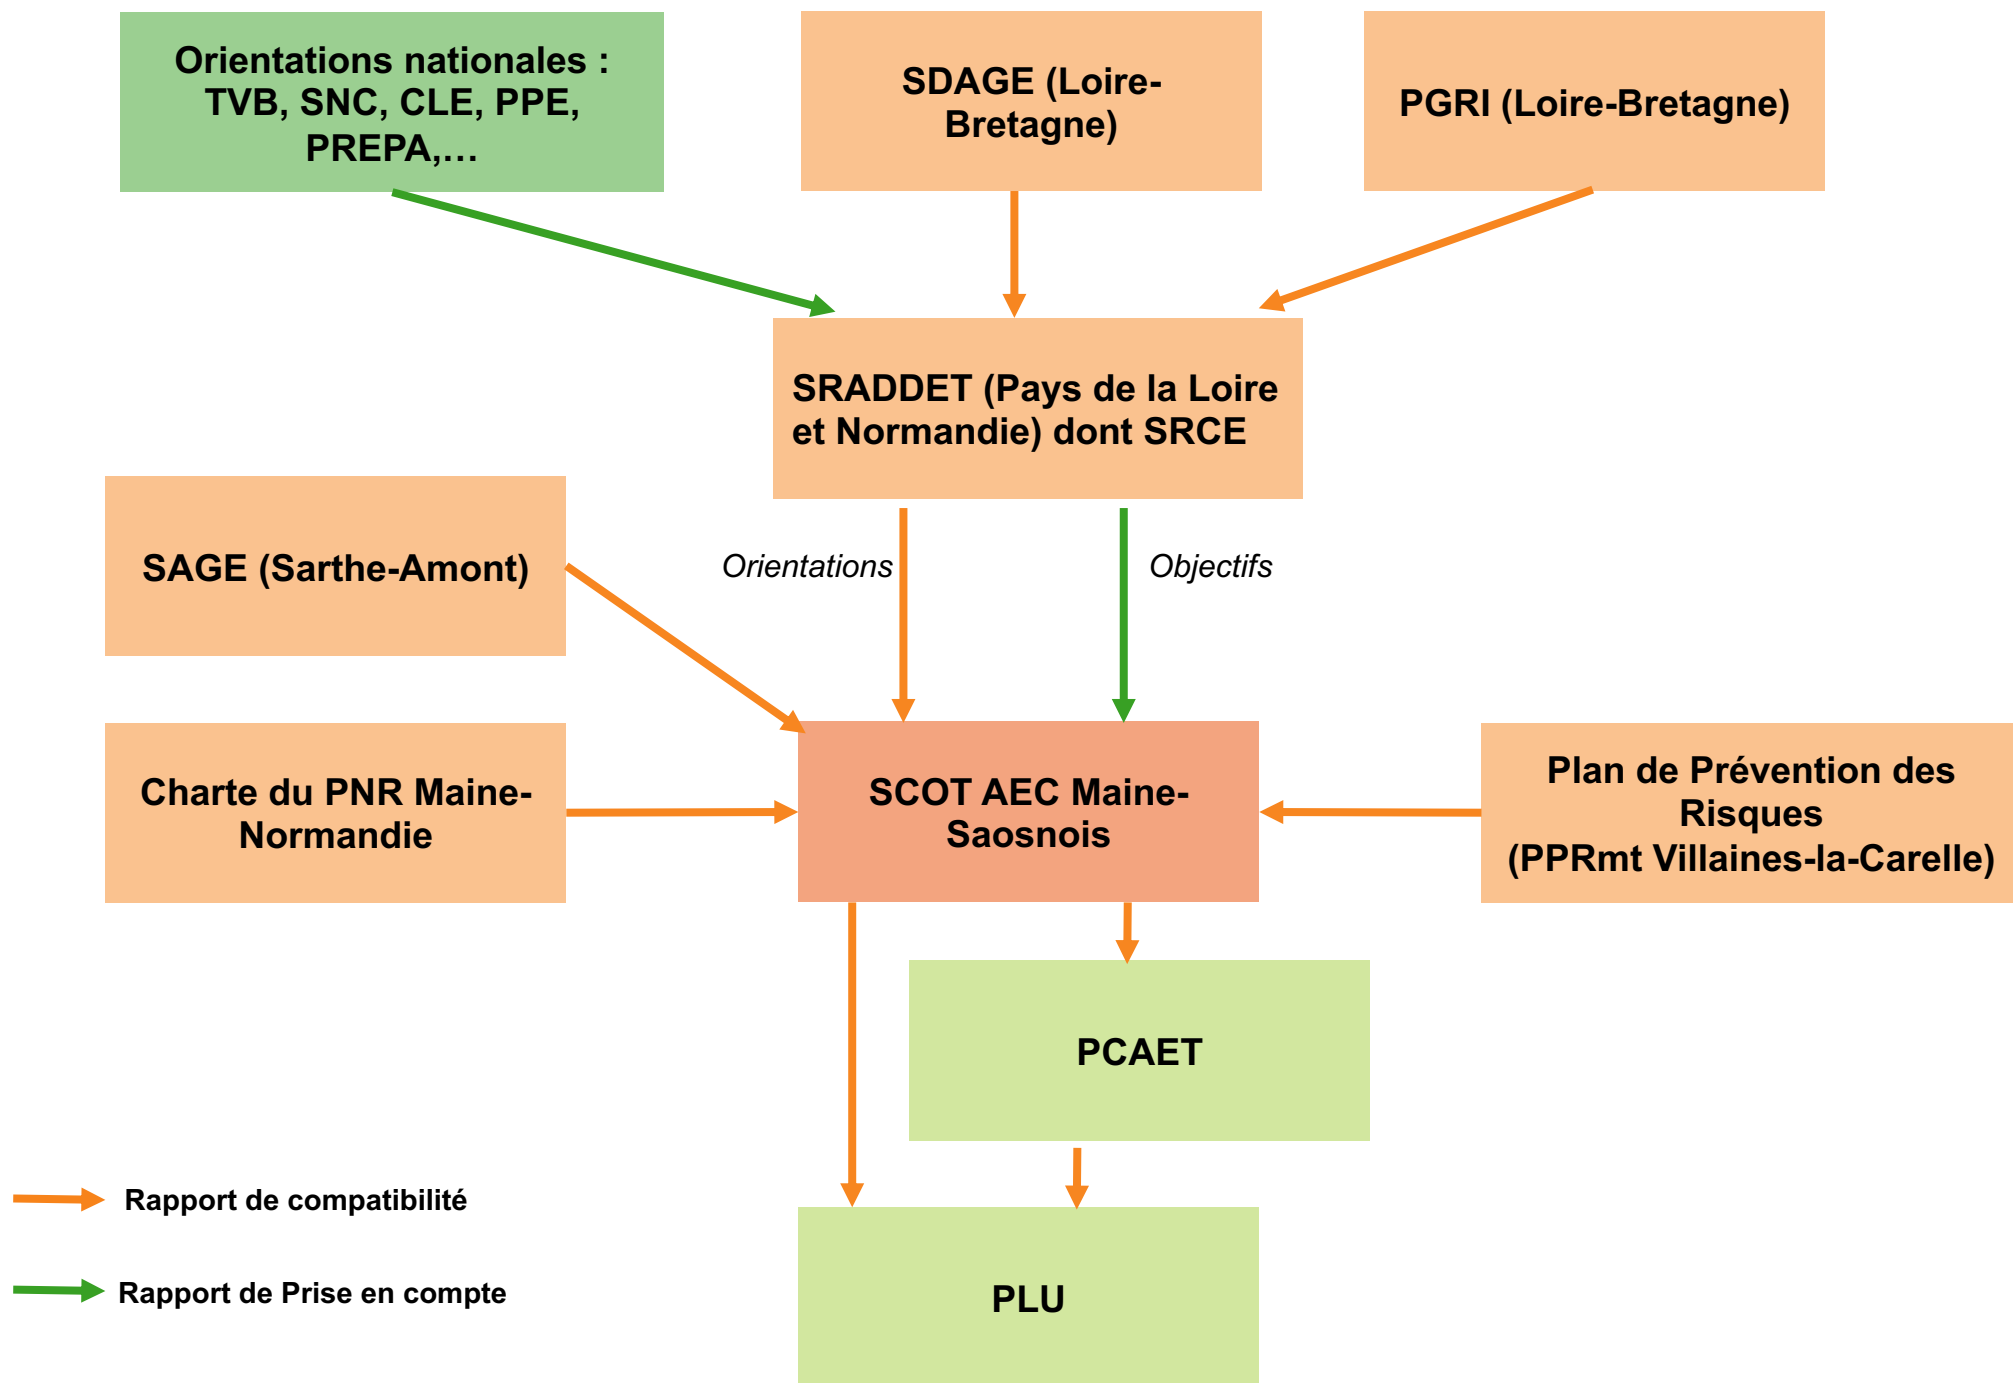 Orientations nationales :
TVB, SNC, CLE, PPE,
PREPA,…
SDAGE (Loire-
Bretagne)
PGRI (Loire-Bretagne)
SRADDET (Pays de la Loire
et Normandie) dont SRCE
SAGE (Sarthe-Amont)
Orientations
Objectifs
Charte du PNR Maine-
Normandie
SCOT AEC Maine-
Saosnois
Plan de Prévention des
Risques
(PPRmt Villaines-la-Carelle)
PCAET
Rapport de compatibilité
Rapport de Prise en compte
PLU